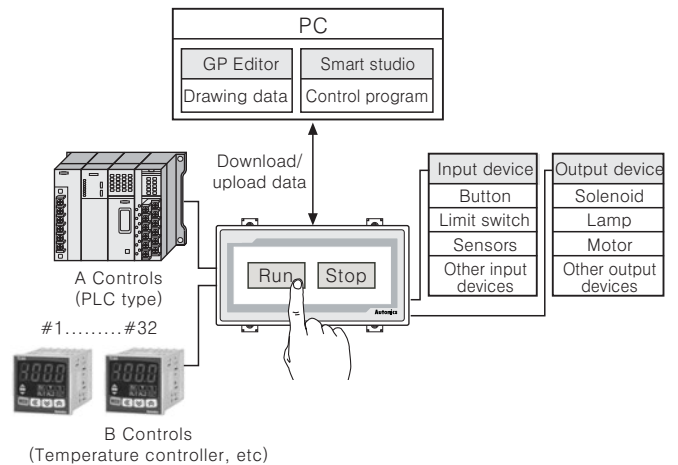 PC
GP Editor
Drawing data
Smart studio
Control program
Download/
upload data
A Controls
(PLC type)
#1.........#32
B Controls
(Temperature controller, etc)
Run
Stop
Autonics
Input device
Button
Limit switch
Sensors
Other input
devices
Output device
Solenoid
Lamp
Motor
Other output
devices